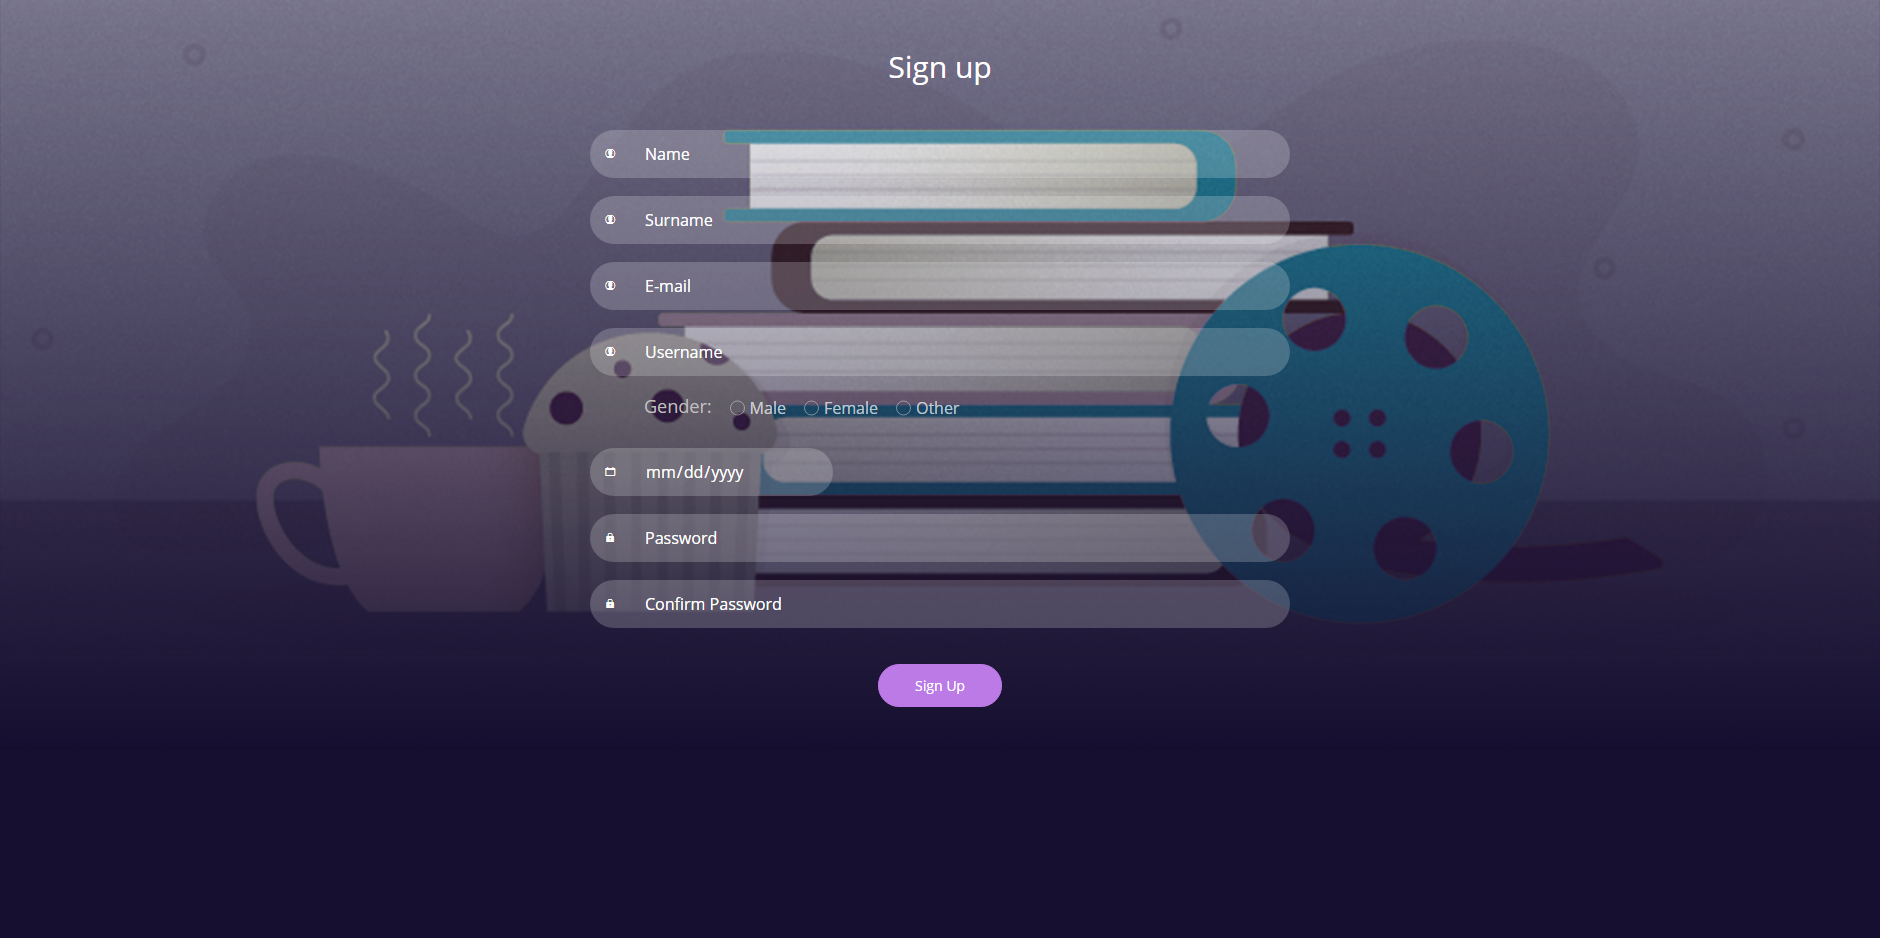 Sign up
Name
Surname
E-mail
Username
Gender: Male Female Other
mm/dd/yyyy
Password
Confirm Password
Sign Up